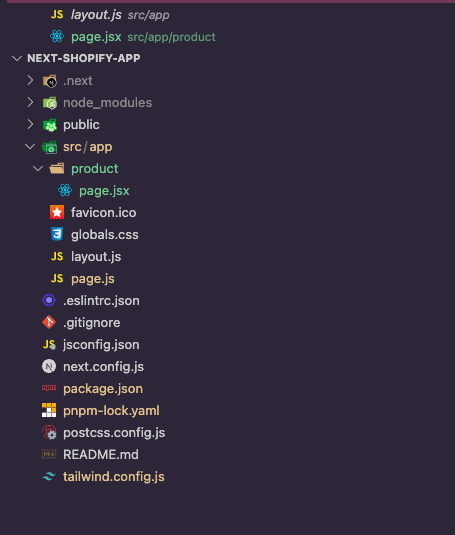 JS layout.js src/app
page.jsx src/app/product
NEXT-SHOPIFY-APP
.next
node_modules
public
src/app
product
page.jsx
favicon.ico
globals.css
JS layout.js
JS page.js
.eslintrc.json
.gitignore
JS jsconfig.json
N next.config.js
npm package.json
pnpm-lock.yaml
postcss.config.js
M↓ README.md
tailwind.config.js